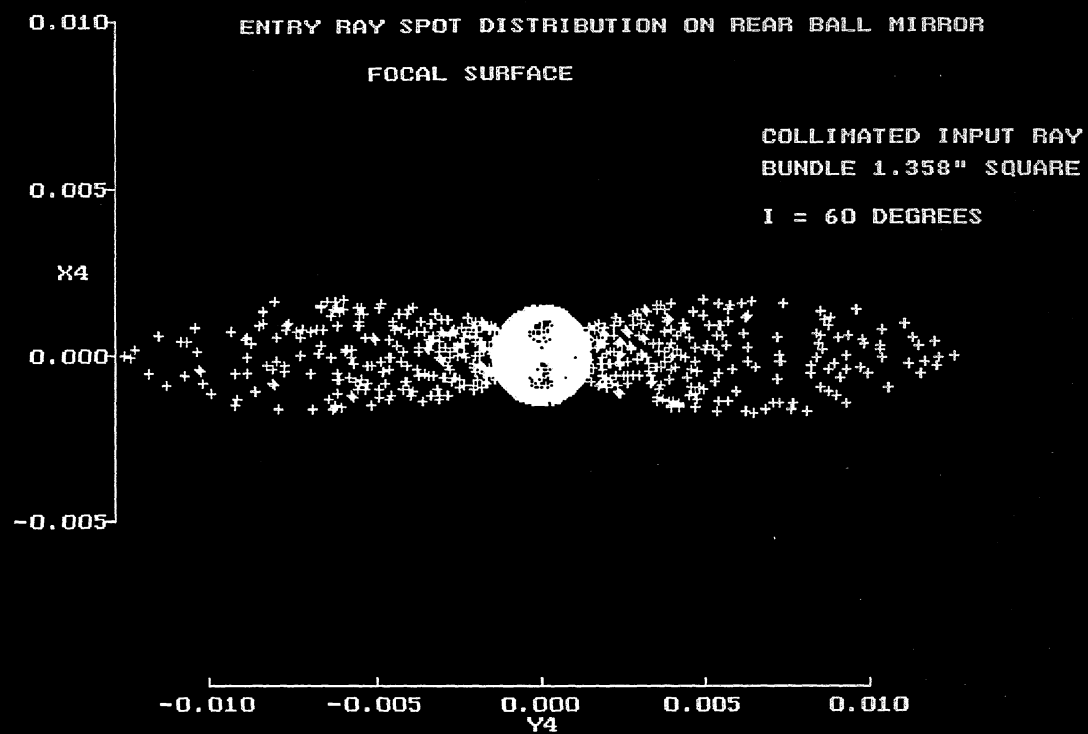 0.010
ENTRY RAY SPOT DISTRIBUTION ON REAR BALL MIRROR
FOCAL SURFACE
COLLIMATED INPUT RAY
BUNDLE 1.358" SQUARE
0.005
I = 60 DEGREES
X4
0.000
-0.005
-0.010 -0.005 0.000 0.005 0.010
Y4